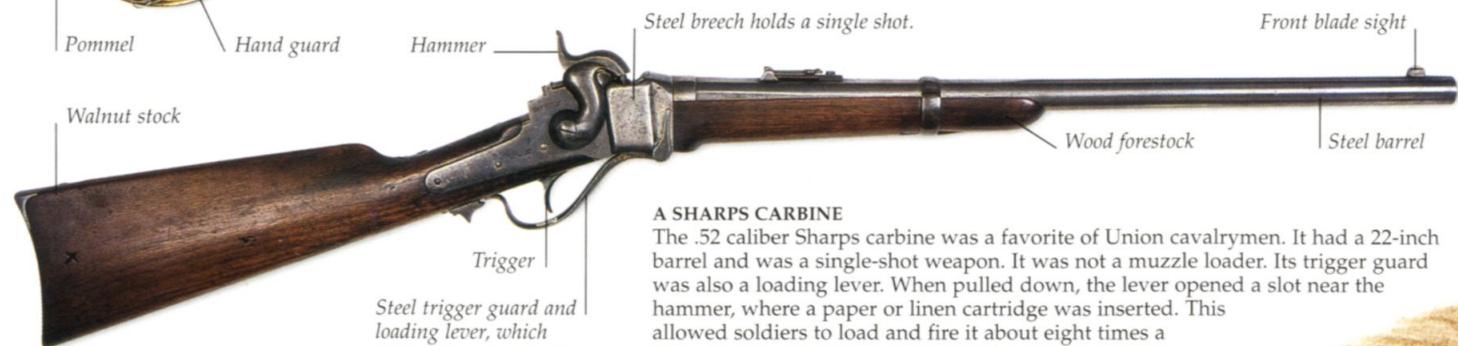 Steel breech holds a single shot.
Front blade sight
Pommel
Hand guard
Hammer
Walnut stock
Wood forestock
Steel barrel
Trigger
Steel trigger guard and
loading lever, which
A SHARPS CARBINE
The .52 caliber Sharps carbine was a favorite of Union cavalrymen. It had a 22-inch
barrel and was a single-shot weapon. It was not a muzzle loader. Its trigger guard
was also a loading lever. When pulled down, the lever opened a slot near the
hammer, where a paper or linen cartridge was inserted. This
allowed soldiers to load and fire it about eight times a